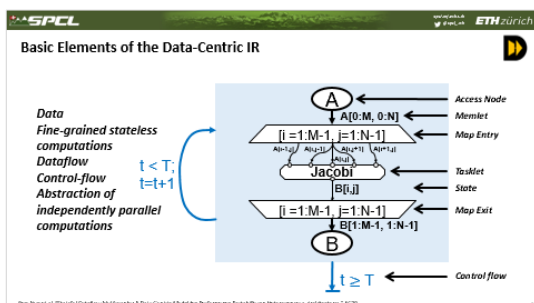 SPCL
ETH zürich
Basic Elements of the Data-Centric IR
Data
Fine-grained stateless
computations
Dataflow
Control-flow
Abstraction of
independently parallel
computations
t < T;
t=t+1
A
A[0:M, 0:N]
[i =1:M-1, j=1:N-1]
A[i-1,j]
A[i,j-1]
A[i,j]
A[i,j+1]
A[i+1,j]
Jacobi
B[i,j]
[i =1:M-1, j=1:N-1]
B[1:M-1, 1:N-1]
B
t ≥ T
Access Node
Memlet
Map Entry
Tasklet
State
Map Exit
Control flow